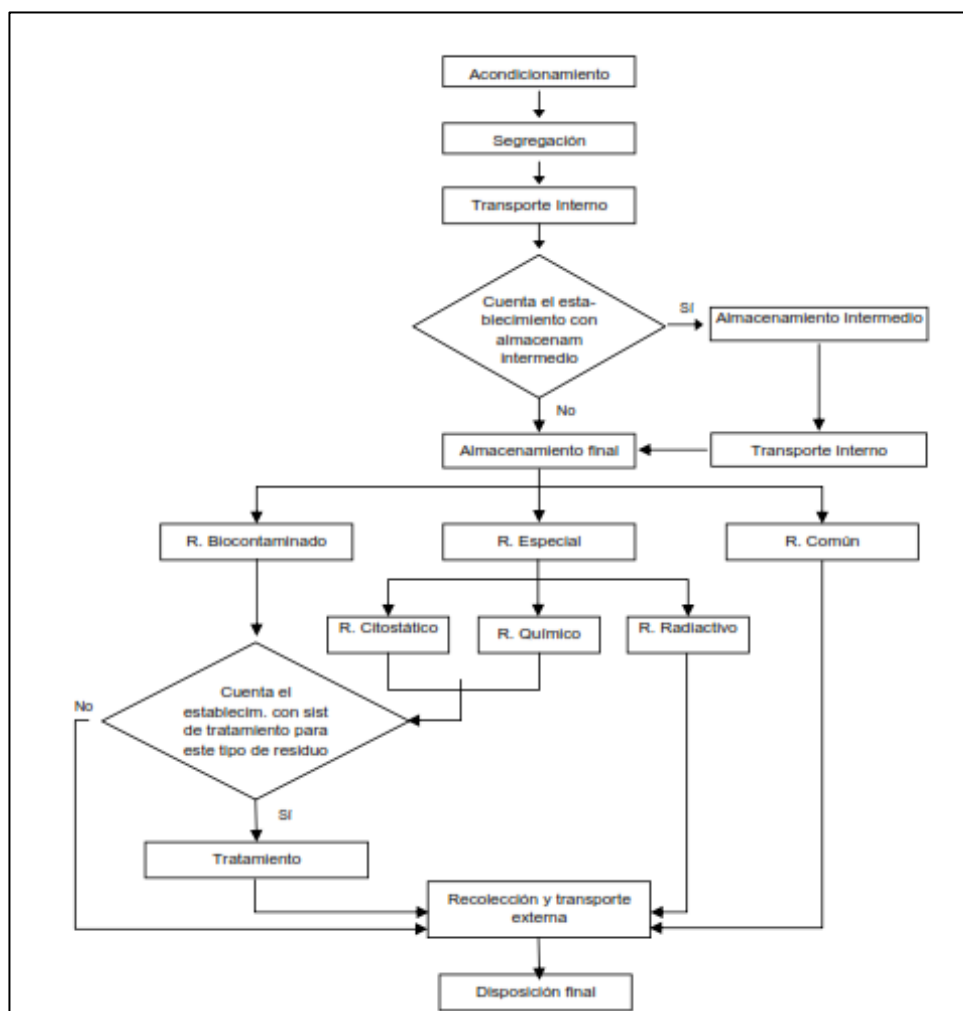 Acondicionamiento
Segregación
Transporte Interno
Cuenta el esta-
blecimiento con
almacenam
intermedio
Sí
Almacenamiento Intermedio
No
Almacenamiento final
Transporte Interno
R. Biocontaminado
R. Especial
R. Común
R. Citostático
R. Químico
R. Radiactivo
No
Cuenta el
establecim. con sist
de tratamiento para
este tipo de residuo
Sí
Tratamiento
Recolección y transporte
externa
Disposición final